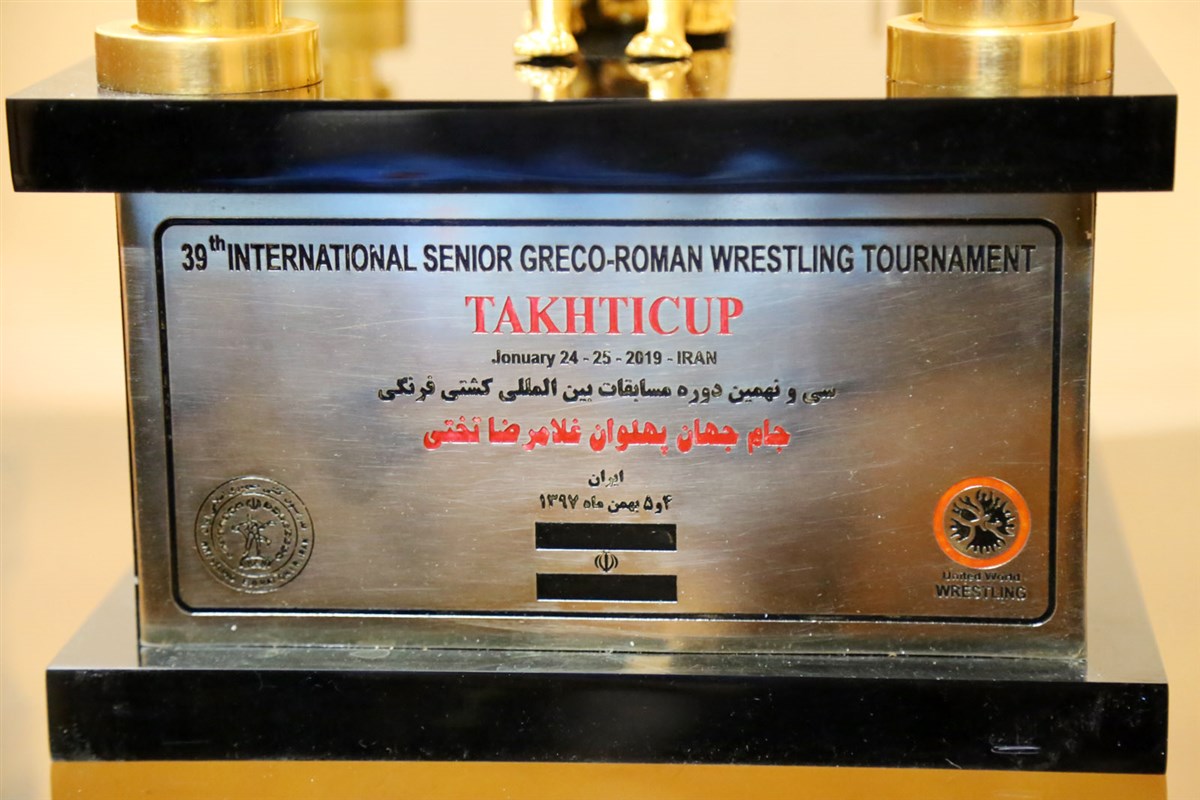 39th INTERNATIONAL SENIOR GRECO-ROMAN WRESTLING TOURNAMENT
TAKHTICUP
Jonuary 24 - 25 - 2019 - IRAN
سی و نهمین دوره مسابقات بین المللی کشتی فرنگی
جام جهان پهلوان غلامرضا تختی
ایران
۴و۵ بهمن ماه ۱۳۹۷
United World
WRESTLING